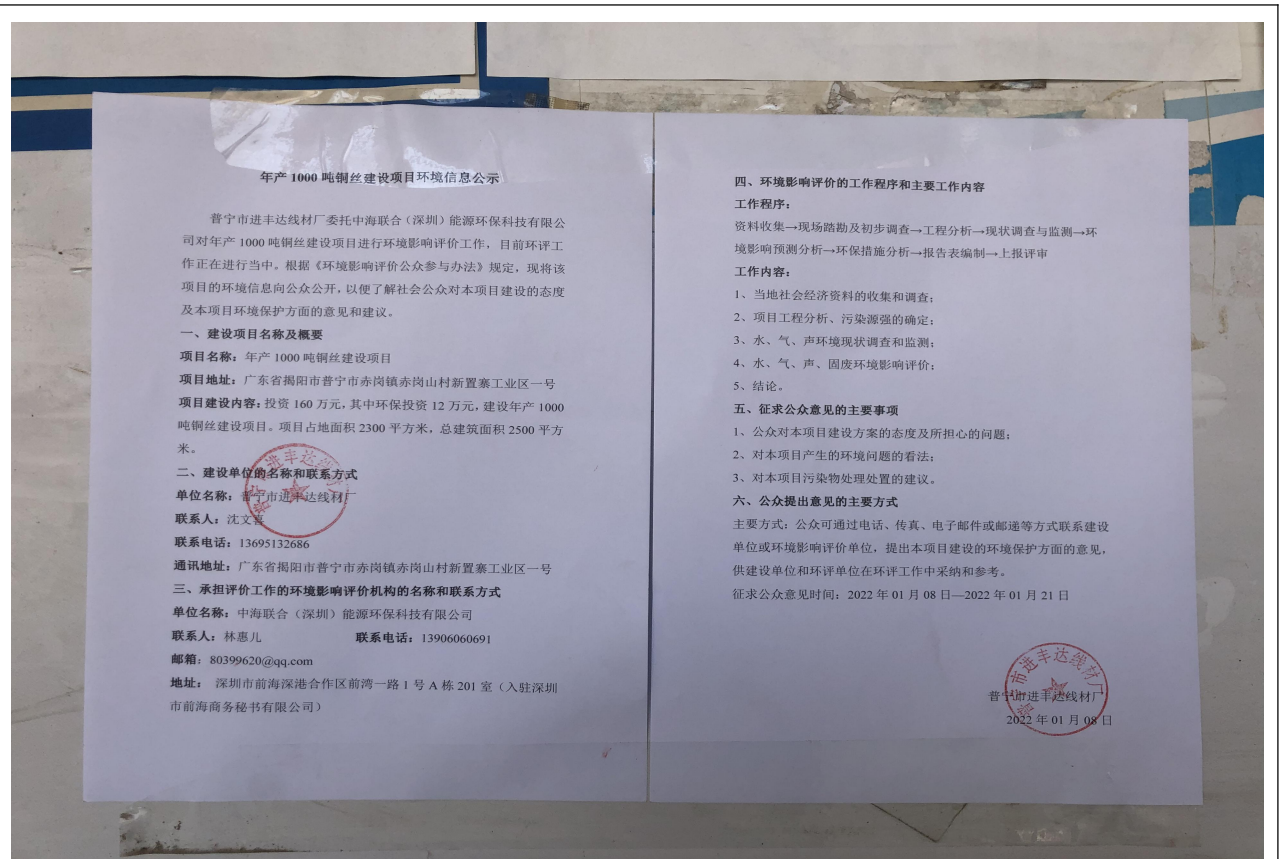 年产 1000 吨铜丝建设项目环境信息公示
普宁市进丰达线材厂委托中海联合（深圳）能源环保科技有限公
司对年产 1000 吨铜丝建设项目进行环境影响评价工作，目前环评工
作正在进行当中。根据《环境影响评价公众参与办法》规定，现将该
项目的环境信息向公众公开，以便了解社会公众对本项目建设的态度
及本项目环境保护方面的意见和建议。
一、建设项目名称及概要
项目名称：年产 1000 吨铜丝建设项目
项目地址：广东省揭阳市普宁市赤岗镇赤岗山村新置寨工业区一号
项目建设内容：投资 160 万元，其中环保投资 12 万元，建设年产 1000
吨铜丝建设项目。项目占地面积 2300 平方米，总建筑面积 2500 平方
米。
二、建设单位的名称和联系方式
单位名称：普宁市进丰达线材厂
联系人：沈文喜
联系电话：13695132686
通讯地址：广东省揭阳市普宁市赤岗镇赤岗山村新置寨工业区一号
三、承担评价工作的环境影响评价机构的名称和联系方式
单位名称：中海联合（深圳）能源环保科技有限公司
联系人：林惠儿 联系电话：13906060691
邮箱：80399620@qq.com
地址： 深圳市前海深港合作区前湾一路 1 号 A 栋 201 室（入驻深圳
市前海商务秘书有限公司）
普宁市进丰达线材厂
四、环境影响评价的工作程序和主要工作内容
工作程序：
资料收集→现场踏勘及初步调查→工程分析→现状调查与监测→环
境影响预测分析→环保措施分析→报告表编制→上报评审
工作内容：
1、当地社会经济资料的收集和调查；
2、项目工程分析、污染源强的确定；
3、水、气、声环境现状调查和监测；
4、水、气、声、固废环境影响评价；
5、结论。
五、征求公众意见的主要事项
1、公众对本项目建设方案的态度及所担心的问题；
2、对本项目产生的环境问题的看法；
3、对本项目污染物处理处置的建议。
六、公众提出意见的主要方式
主要方式：公众可通过电话、传真、电子邮件或邮递等方式联系建设
单位或环境影响评价单位，提出本项目建设的环境保护方面的意见，
供建设单位和环评单位在环评工作中采纳和参考。
征求公众意见时间：2022 年 01 月 08 日—2022 年 01 月 21 日
普宁市进丰达线材厂
2022 年 01 月 08 日
普宁市进丰达线材厂